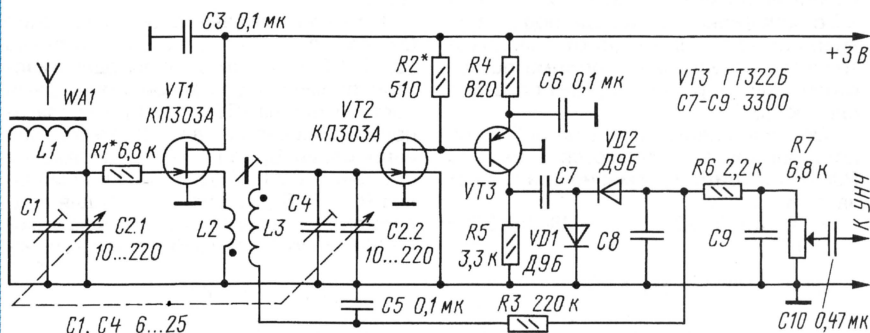 C3 0,1 мк
+3 В
WA1
VT1
КП303А
R2*
510
R4
820
C6 0,1 мк
VT3 ГТ322Б
C7-C9 3300
VT2
КП303А
L1
R1* 6,8 к
VD2
Д9Б
R7
6,8 к
R6 2,2 к
C7
VT3
C1
C2.1
10...220
L2
L3
C4
C2.2
10...220
R5
3,3 к
VD1
Д9Б
C8
C9
К УНЧ
C5 0,1 мк
R3 220 к
C10 0,47 мк
C1, C4 6...25